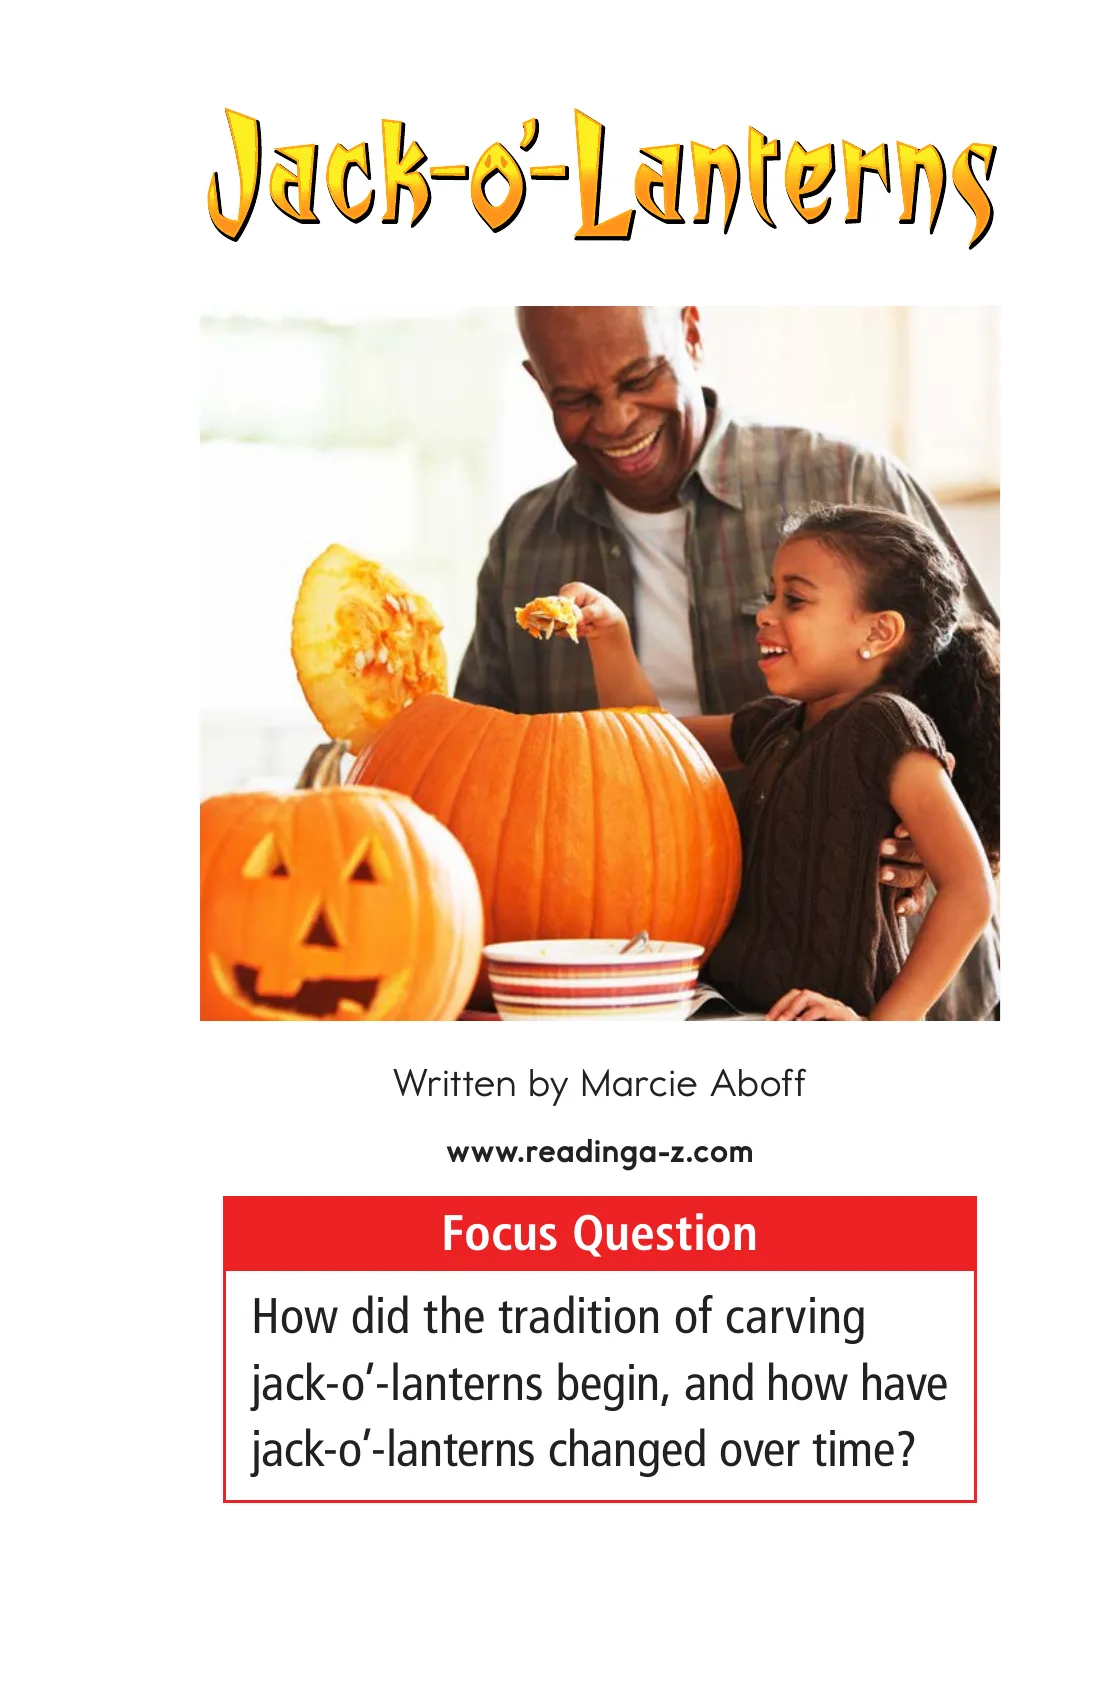 Jack-o’-Lanterns
Written by Marcie Aboff
www.readinga-z.com
Focus Question
How did the tradition of carving
jack-o’-lanterns begin, and how have
jack-o’-lanterns changed over time?